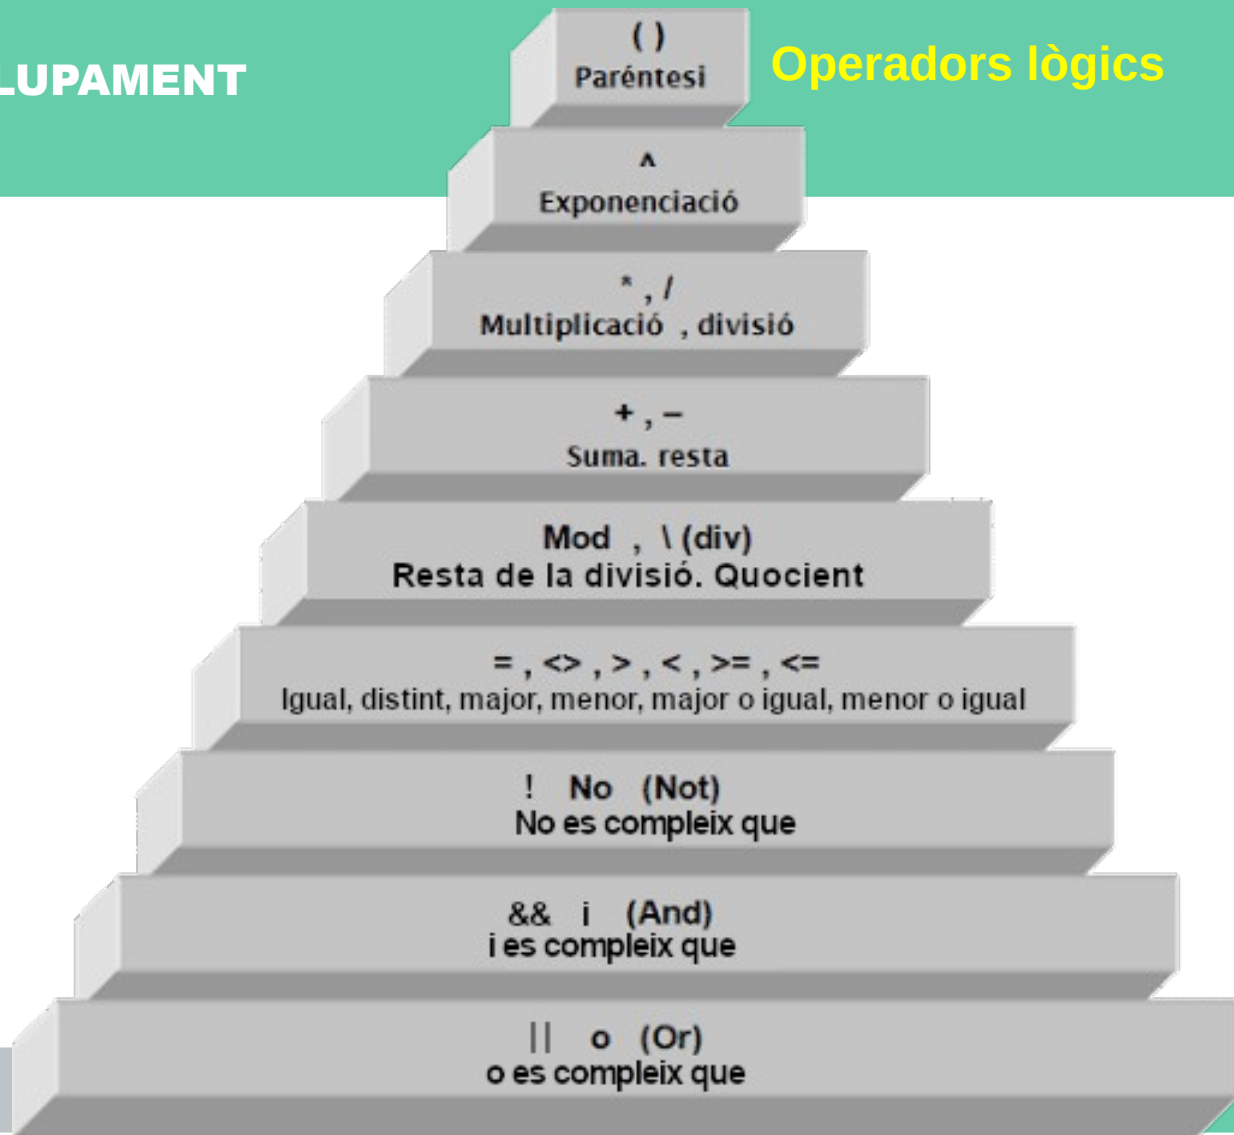 LUPAMENT
Operadors lògics
( )
Paréntesi
^
Exponenciació
* , /
Multiplicació , divisió
+ , –
Suma. resta
Mod , \ (div)
Resta de la divisió. Quocient
= , <> , > , < , >= , <=
Igual, distint, major, menor, major o igual, menor o igual
! No (Not)
No es compleix que
&& i (And)
i es compleix que
|| o (Or)
o es compleix que